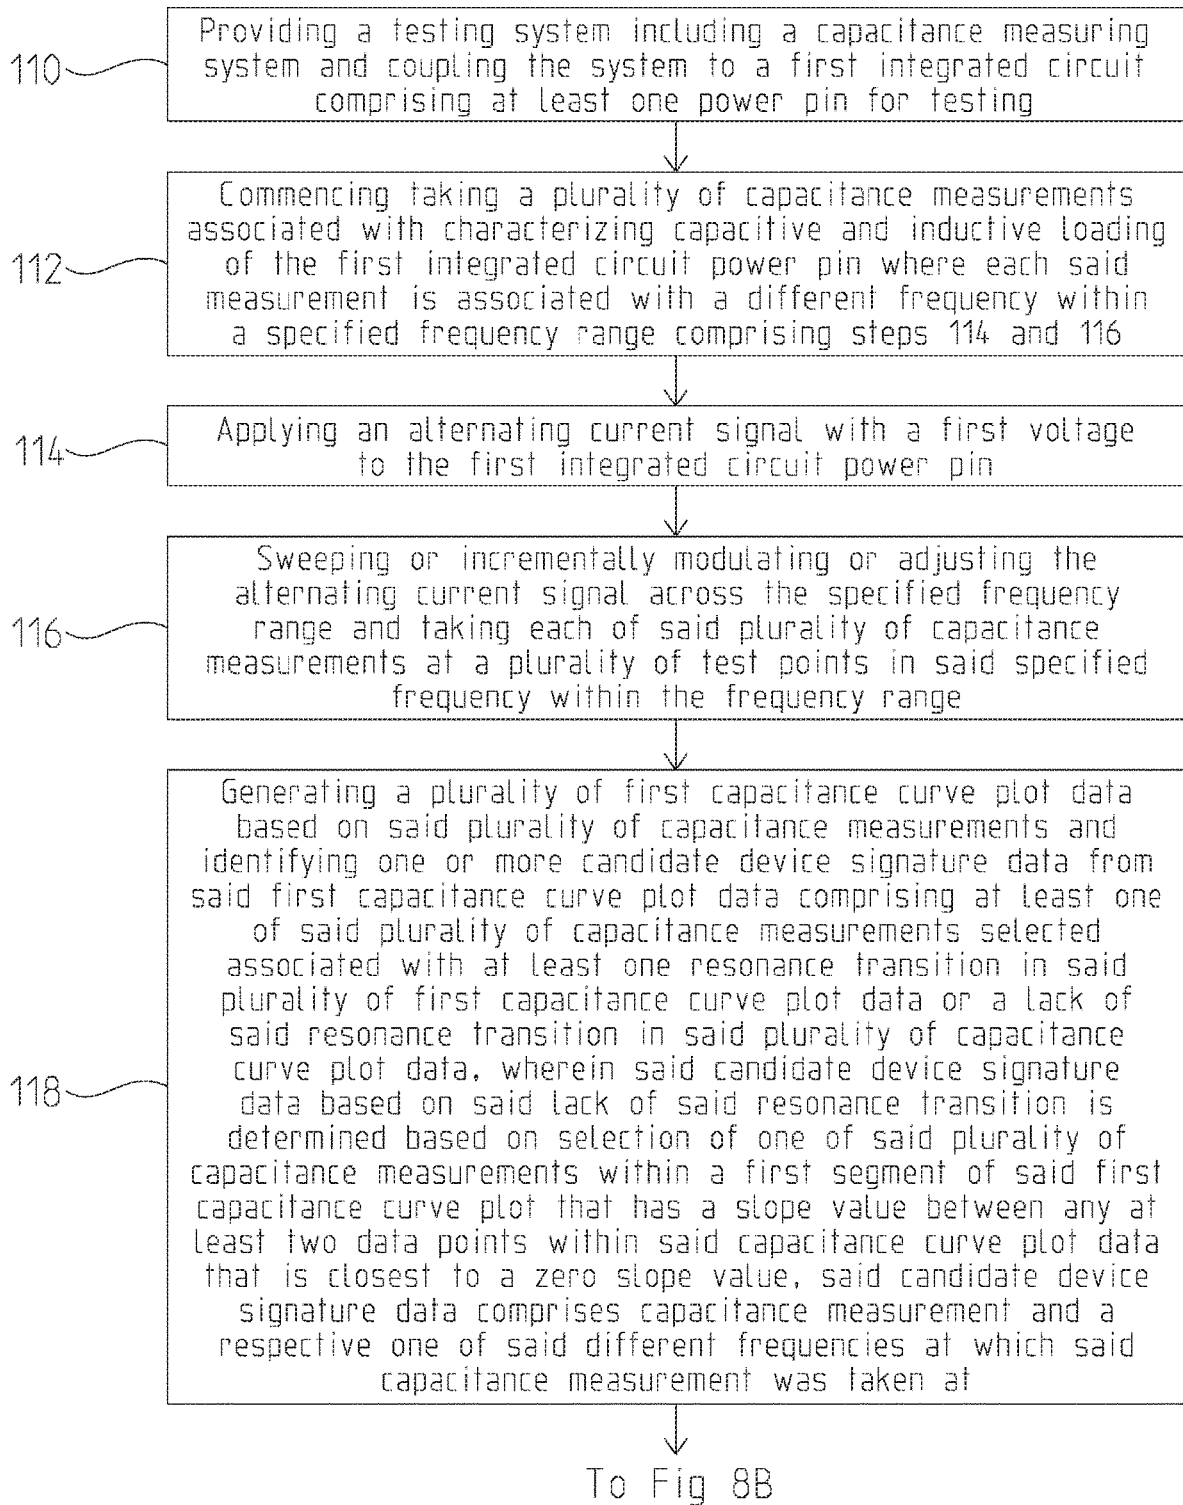 Providing a testing system including a capacitance measuring
110
system and coupling the system to a first integrated circuit
comprising at least one power pin for testing
Commencing taking a plurality of capacitance measurements
associated with characterizing capacitive and inductive loading
112
of the first integrated circuit power pin where each said
measurement is associated with a different frequency within
a specified frequency range comprising steps 114 and 116
114
Applying an alternating current signal with a first voltage
to the first integrated circuit power pin
Sweeping or incrementally modulating or adjusting the
alternating current signal across the specified frequency
116
range and taking each of said plurality of capacitance
measurements at a plurality of test points in said specified
frequency within the frequency range
Generating a plurality of first capacitance curve plot data
based on said plurality of capacitance measurements and
identifying one or more candidate device signature data from
said first capacitance curve plot data comprising at least one
of said plurality of capacitance measurements selected
associated with at least one resonance transition in said
plurality of first capacitance curve plot data or a lack of
said resonance transition in said plurality of capacitance
curve plot data, wherein said candidate device signature
118
data based on said lack of said resonance transition is
determined based on selection of one of said plurality of
capacitance measurements within a first segment of said first
capacitance curve plot that has a slope value between any at
least two data points within said capacitance curve plot data
that is closest to a zero slope value, said candidate device
signature data comprises capacitance measurement and a
respective one of said different frequencies at which said
capacitance measurement was taken at
To Fig 8B